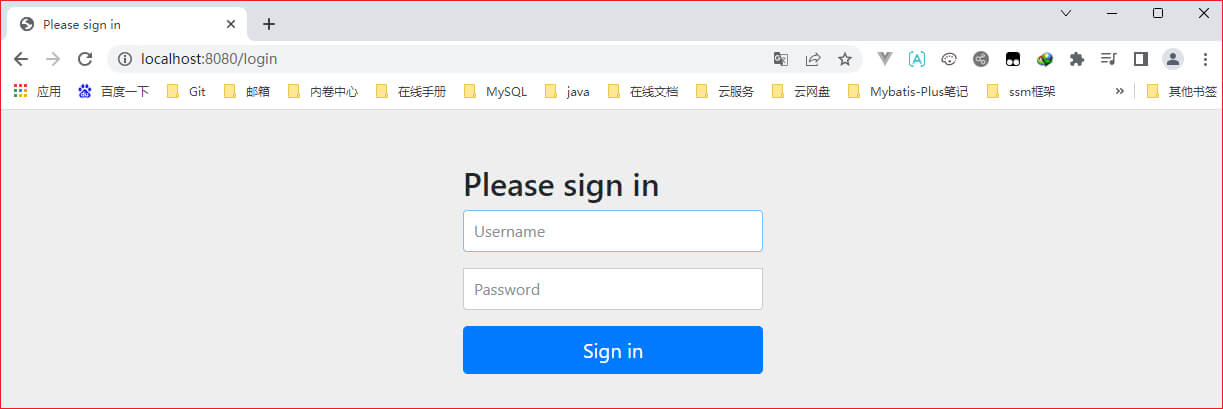 Please sign in
localhost:8080/login
应用 百度一下 Git 邮箱 内卷中心 在线手册 MySQL java 在线文档 云服务 云网盘 Mybatis-Plus笔记 ssm框架 » 其他书签
Please sign in
Username
Password
Sign in